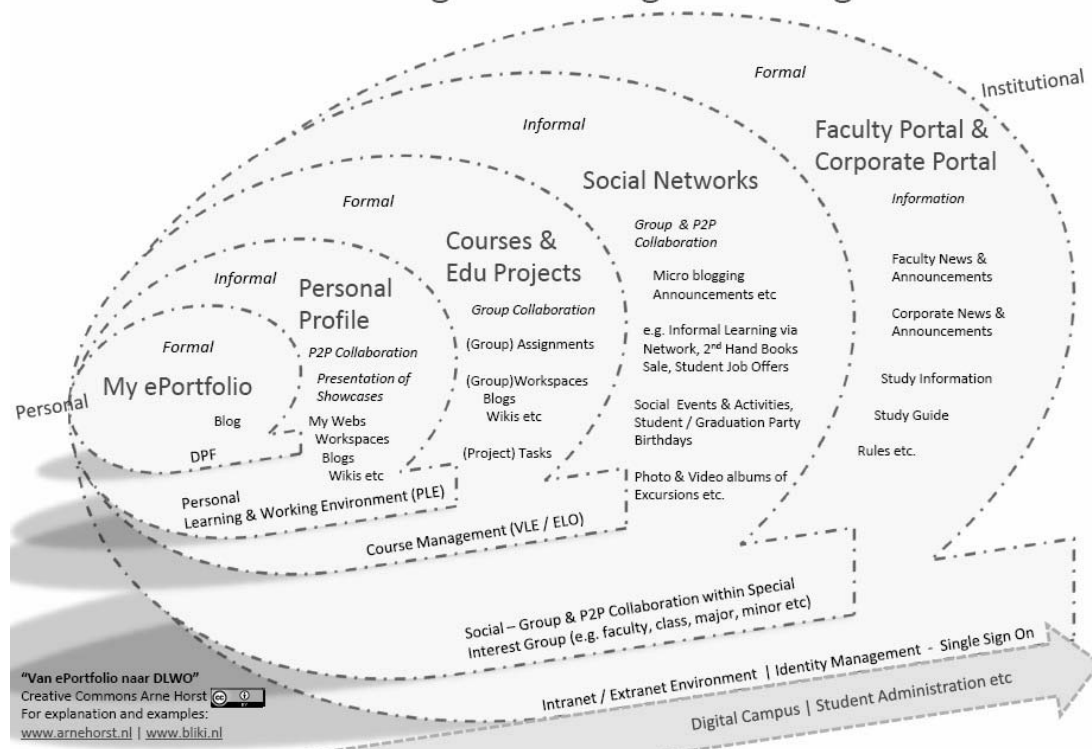 Formal
Institutional
Informal
Faculty Portal &
Corporate Portal
Social Networks
Information
Formal
Group & P2P
Collaboration
Courses &
Edu Projects
Faculty News &
Announcements
Informal
Micro blogging
Announcements etc
Personal
Profile
Group Collaboration
Corporate News &
Announcements
e.g. Informal Learning via
Network, 2nd Hand Books
Sale, Student Job Offers
Formal
P2P Collaboration
(Group) Assignments
My ePortfolio
Presentation of
Showcases
(Group)Workspaces
Blogs
Wikis etc
Study Information
Personal
Blog
My Webs
Workspaces
Blogs
Wikis etc
Social Events & Activities,
Student / Graduation Party
Birthdays
Study Guide
DPF
(Project) Tasks
Rules etc.
Photo & Video albums of
Excursions etc.
Personal
Learning & Working Environment (PLE)
Course Management (VLE / ELO)
Social – Group & P2P Collaboration within Special
Interest Group (e.g. faculty, class, major, minor etc)
Intranet / Extranet Environment | Identity Management - Single Sign On
Digital Campus | Student Administration etc
“Van ePortfolio naar DLWO”
Creative Commons Arne Horst cc BY
For explanation and examples:
www.arnehorst.nl | www.bliki.nl